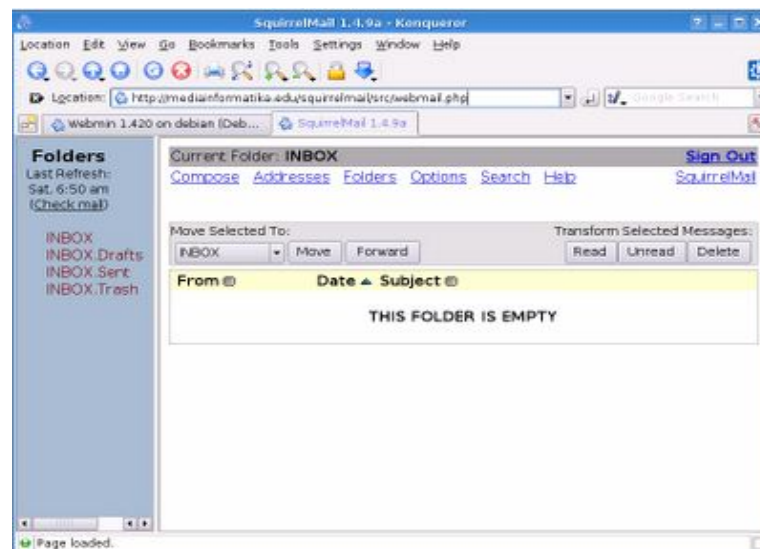 SquirrelMail 1.4.9a - Konqueror
Location Edit View Go Bookmarks Tools Settings Window Help
Location: http://mediainformatika.edu/squirrelmail/src/webmail.php Google Search
Webmin 1.420 on debian (Deb... SquirrelMail 1.4.9a
Folders
Last Refresh:
Sat, 6:50 am
(Check mail)
INBOX
INBOX.Drafts
INBOX.Sent
INBOX.Trash
Current Folder: INBOX Sign Out
Compose Addresses Folders Options Search Help SquirrelMail
Move Selected To: Transform Selected Messages:
INBOX Move Forward Read Unread Delete
From Date Subject
THIS FOLDER IS EMPTY
Page loaded.